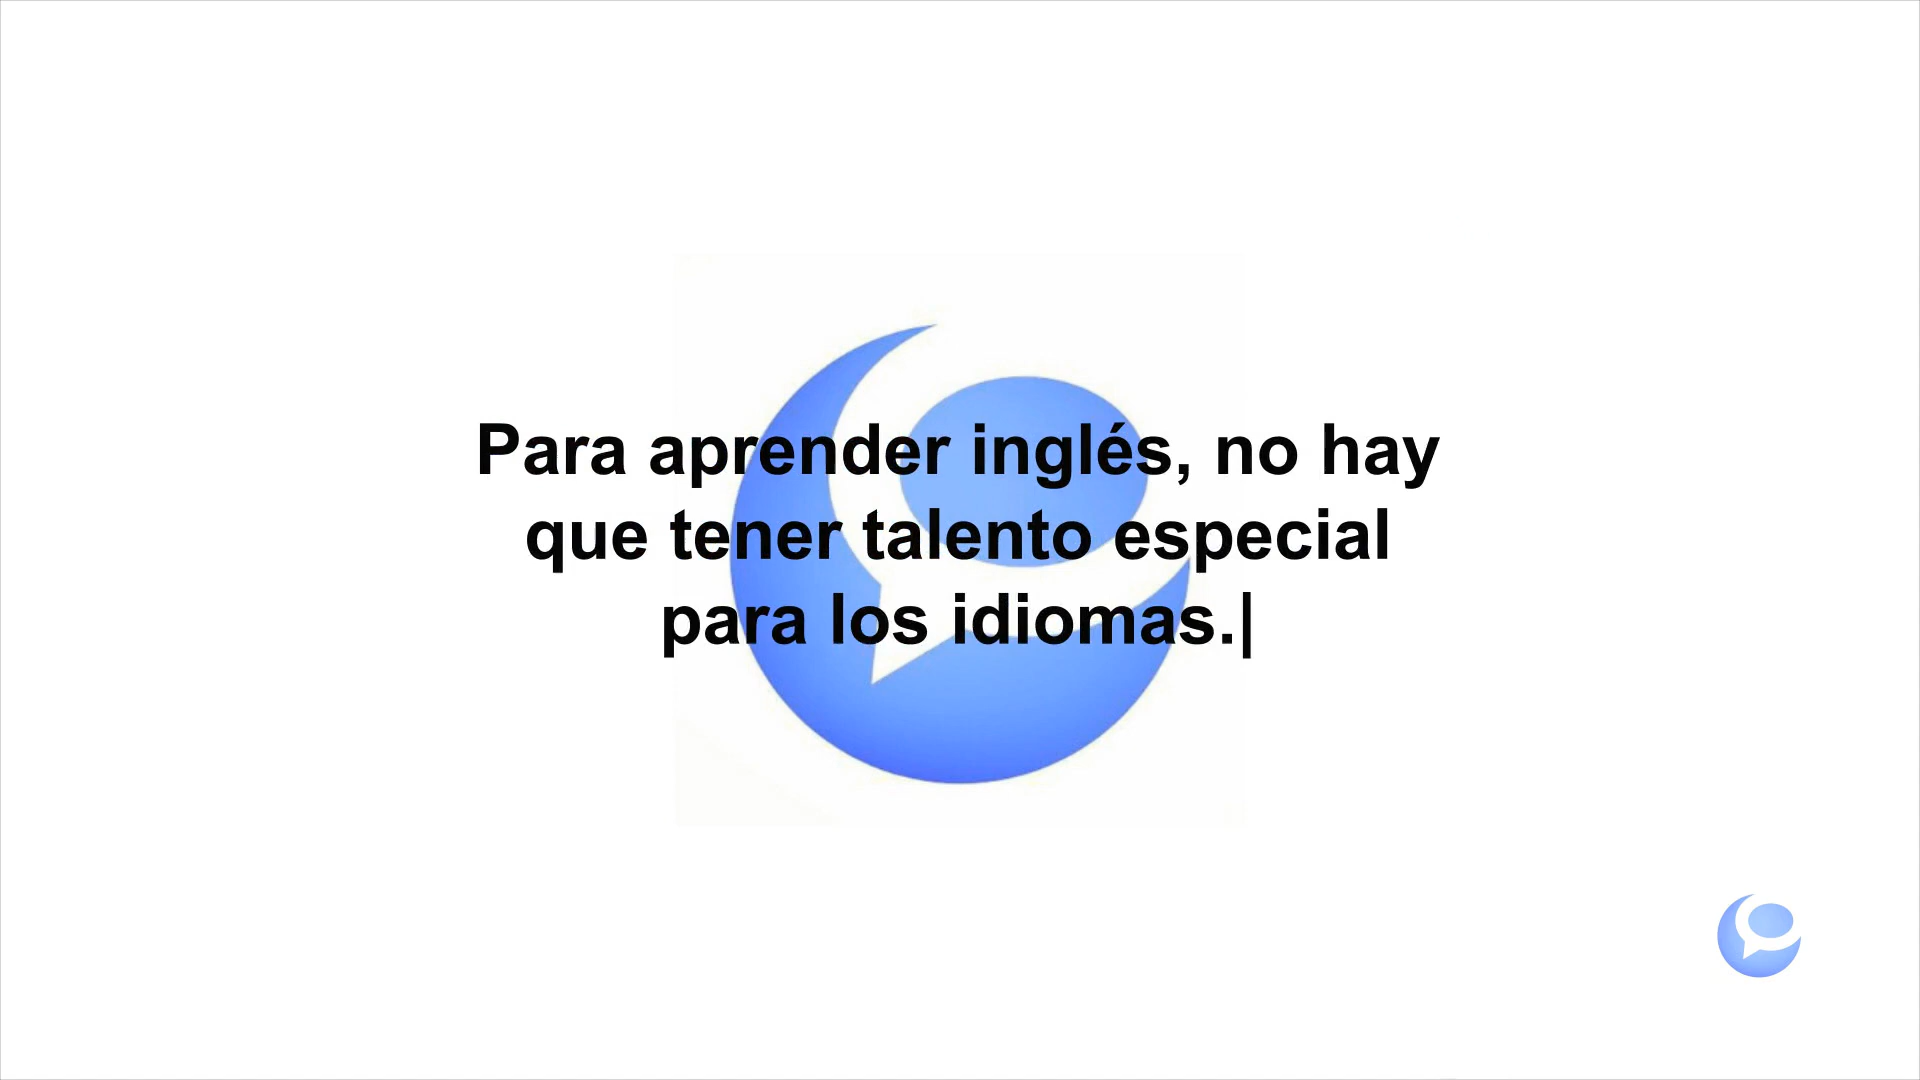 Para aprender inglés, no hay
que tener talento especial
para los idiomas.|